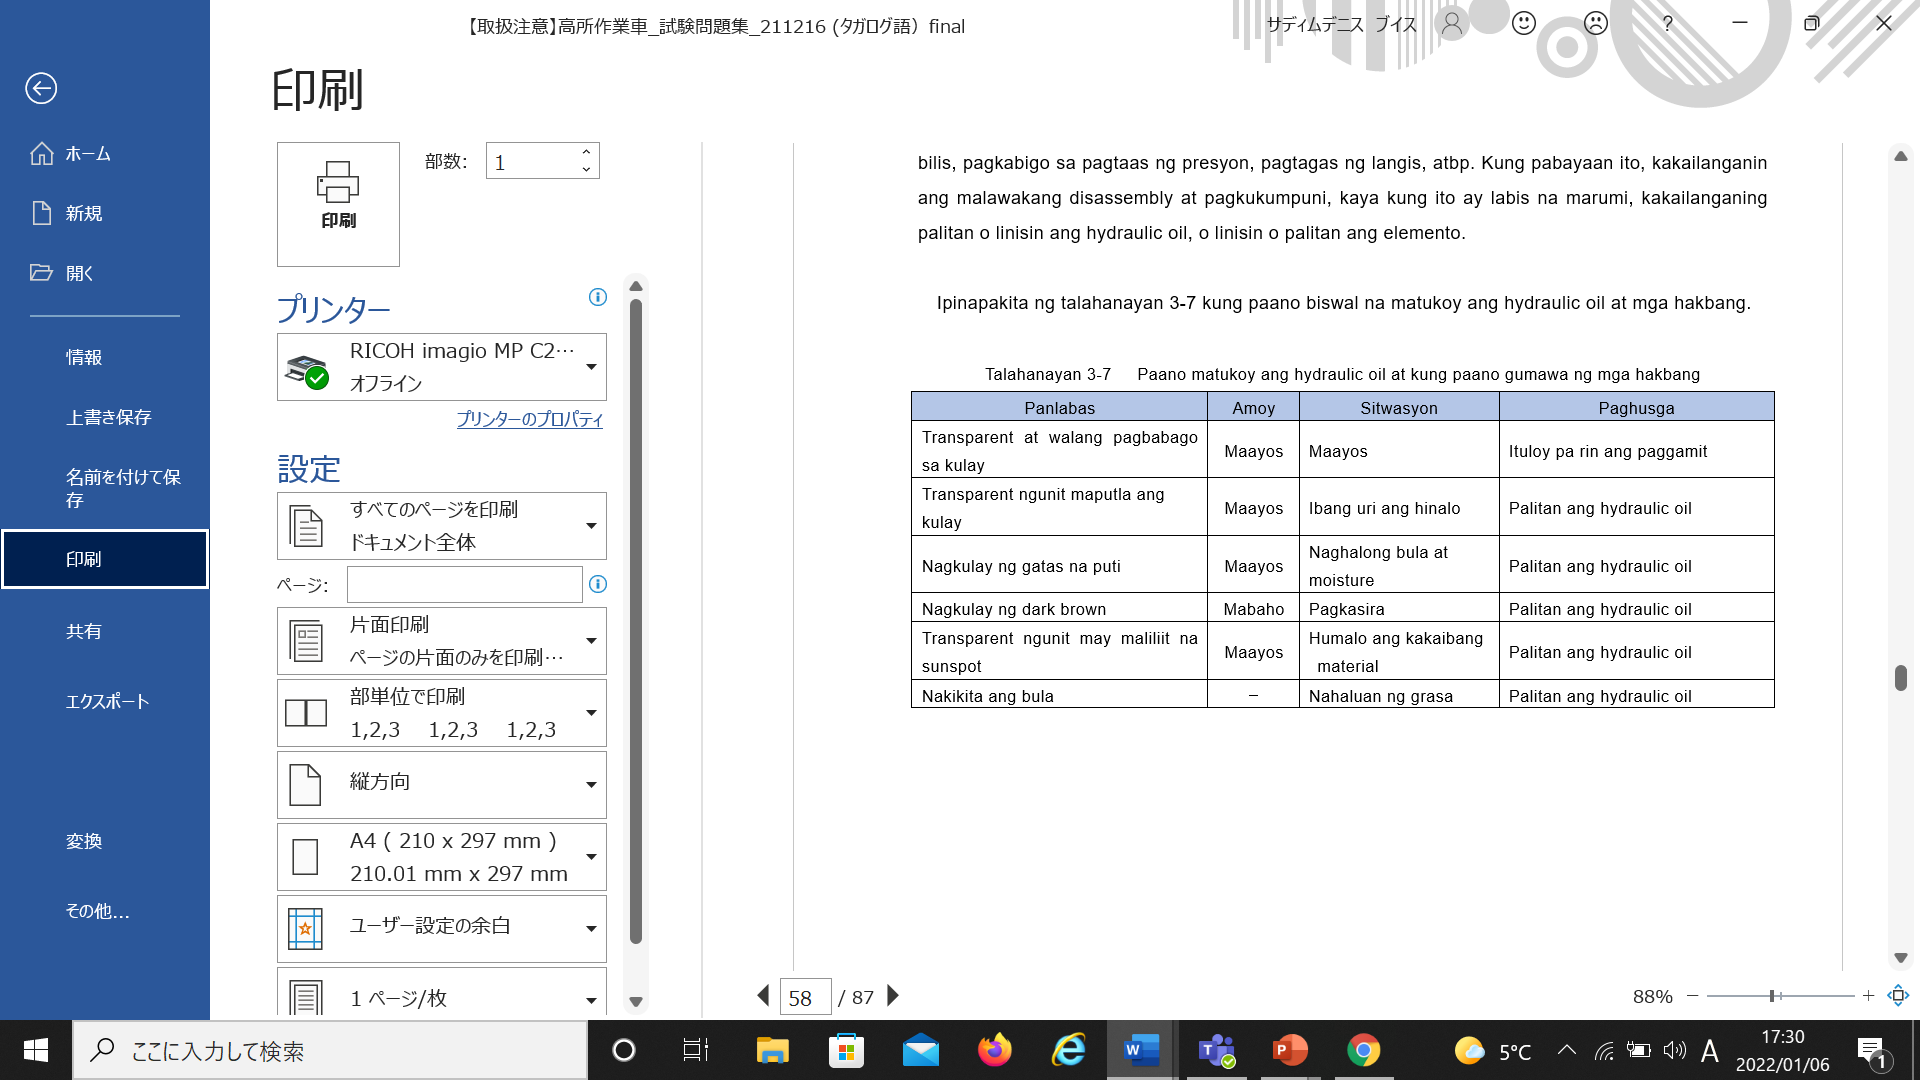 【取扱注意】高所作業車_試験問題集_211216 (タガログ語） final
サディムデニス ブイス
?
印刷
ホーム
新規
開く
情報
上書き保存
名前を付けて保
存
印刷
共有
エクスポート
変換
その他...
印刷
部数:
1
プリンター
RICOH imagio MP C2…
オフライン
プリンターのプロパティ
設定
すべてのページを印刷
ドキュメント全体
ページ:
片面印刷
ページの片面のみを印刷…
部単位で印刷
1,2,3 1,2,3 1,2,3
縦方向
A4 ( 210 x 297 mm )
210.01 mm x 297 mm
ユーザー設定の余白
1 ページ/枚
bilis, pagkabigo sa pagtaas ng presyon, pagtagas ng langis, atbp. Kung pabayaan ito, kakailanganin
ang malawakang disassembly at pagkukumpuni, kaya kung ito ay labis na marumi, kakailanganing
palitan o linisin ang hydraulic oil, o linisin o palitan ang elemento.
Ipinapakita ng talahanayan 3-7 kung paano biswal na matukoy ang hydraulic oil at mga hakbang.
Talahanayan 3-7 Paano matukoy ang hydraulic oil at kung paano gumawa ng mga hakbang
Panlabas Amoy Sitwasyon Paghusga
Transparent at walang pagbabago
sa kulay
Maayos
Maayos
Ituloy pa rin ang paggamit
Transparent ngunit maputla ang
kulay
Maayos
Ibang uri ang hinalo
Palitan ang hydraulic oil
Nagkulay ng gatas na puti
Maayos
Naghalong bula at
moisture
Palitan ang hydraulic oil
Nagkulay ng dark brown
Mabaho
Pagkasira
Palitan ang hydraulic oil
Transparent ngunit may maliliit na
sunspot
Maayos
Humalo ang kakaibang
material
Palitan ang hydraulic oil
Nakikita ang bula
–
Nahaluan ng grasa
Palitan ang hydraulic oil
58 / 87
88%
ここに入力して検索
5°C
A
17:30
2022/01/06
1